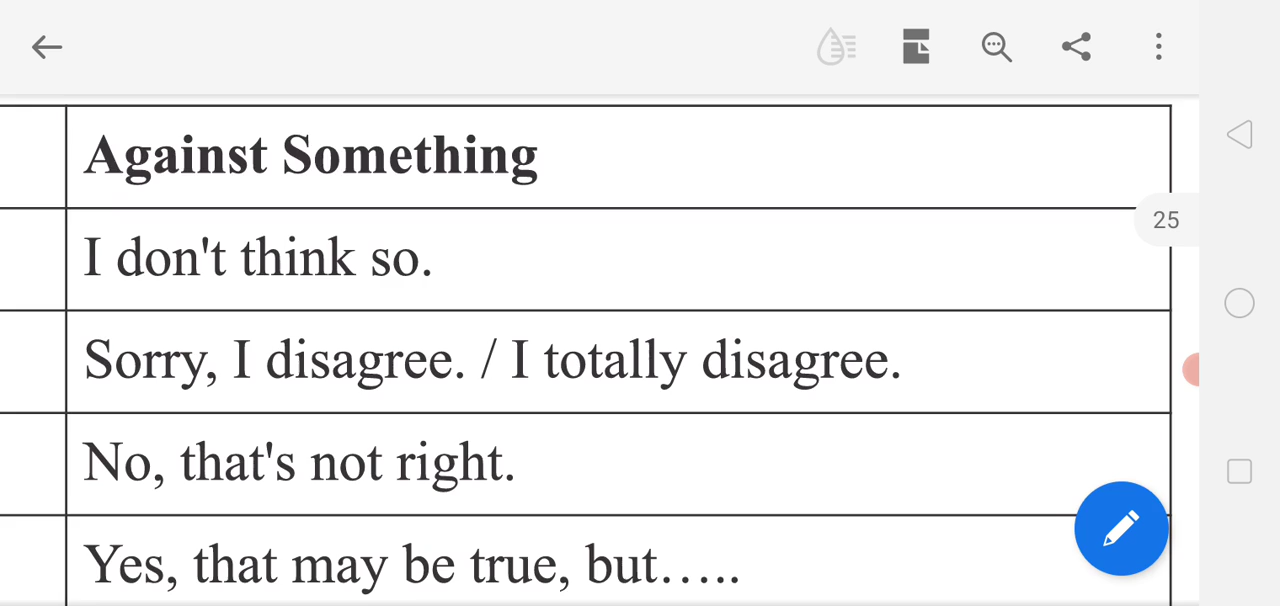 Against Something
25
I don't think so.
Sorry, I disagree. / I totally disagree.
No, that's not right.
Yes, that may be true, but.....